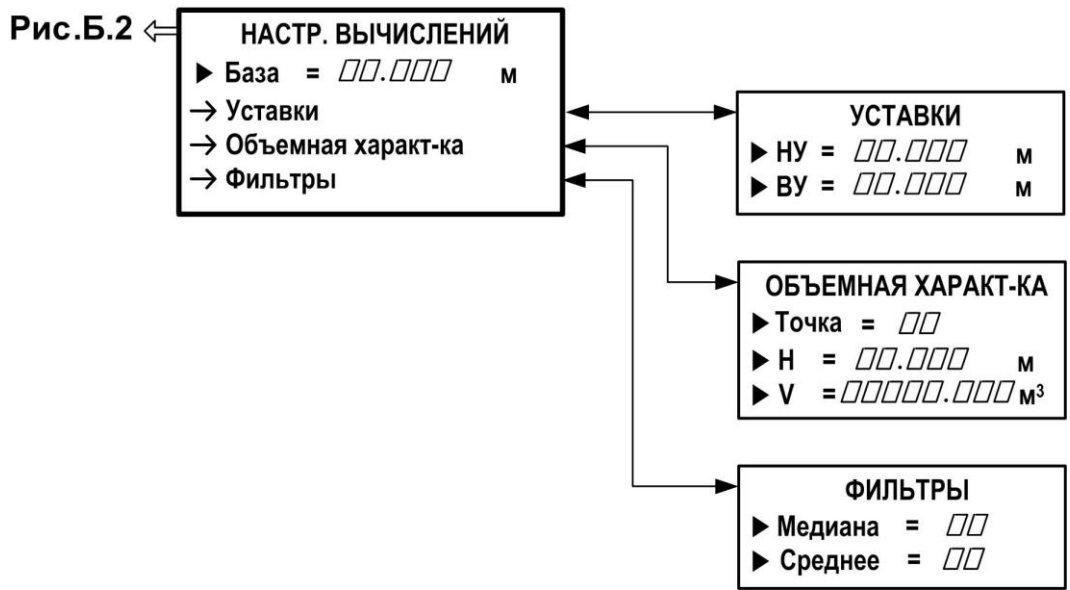 Рис.Б.2
НАСТР. ВЫЧИСЛЕНИЙ
База = 00.000 м
Уставки
Объемная характ-ка
Фильтры
УСТАВКИ
НУ = 00.000 м
ВУ = 00.000 м
ОБЪЕМНАЯ ХАРАКТ-КА
Точка = 00
Н = 00.000 м
V = 00000.000 м³
ФИЛЬТРЫ
Медиана = 00
Среднее = 00